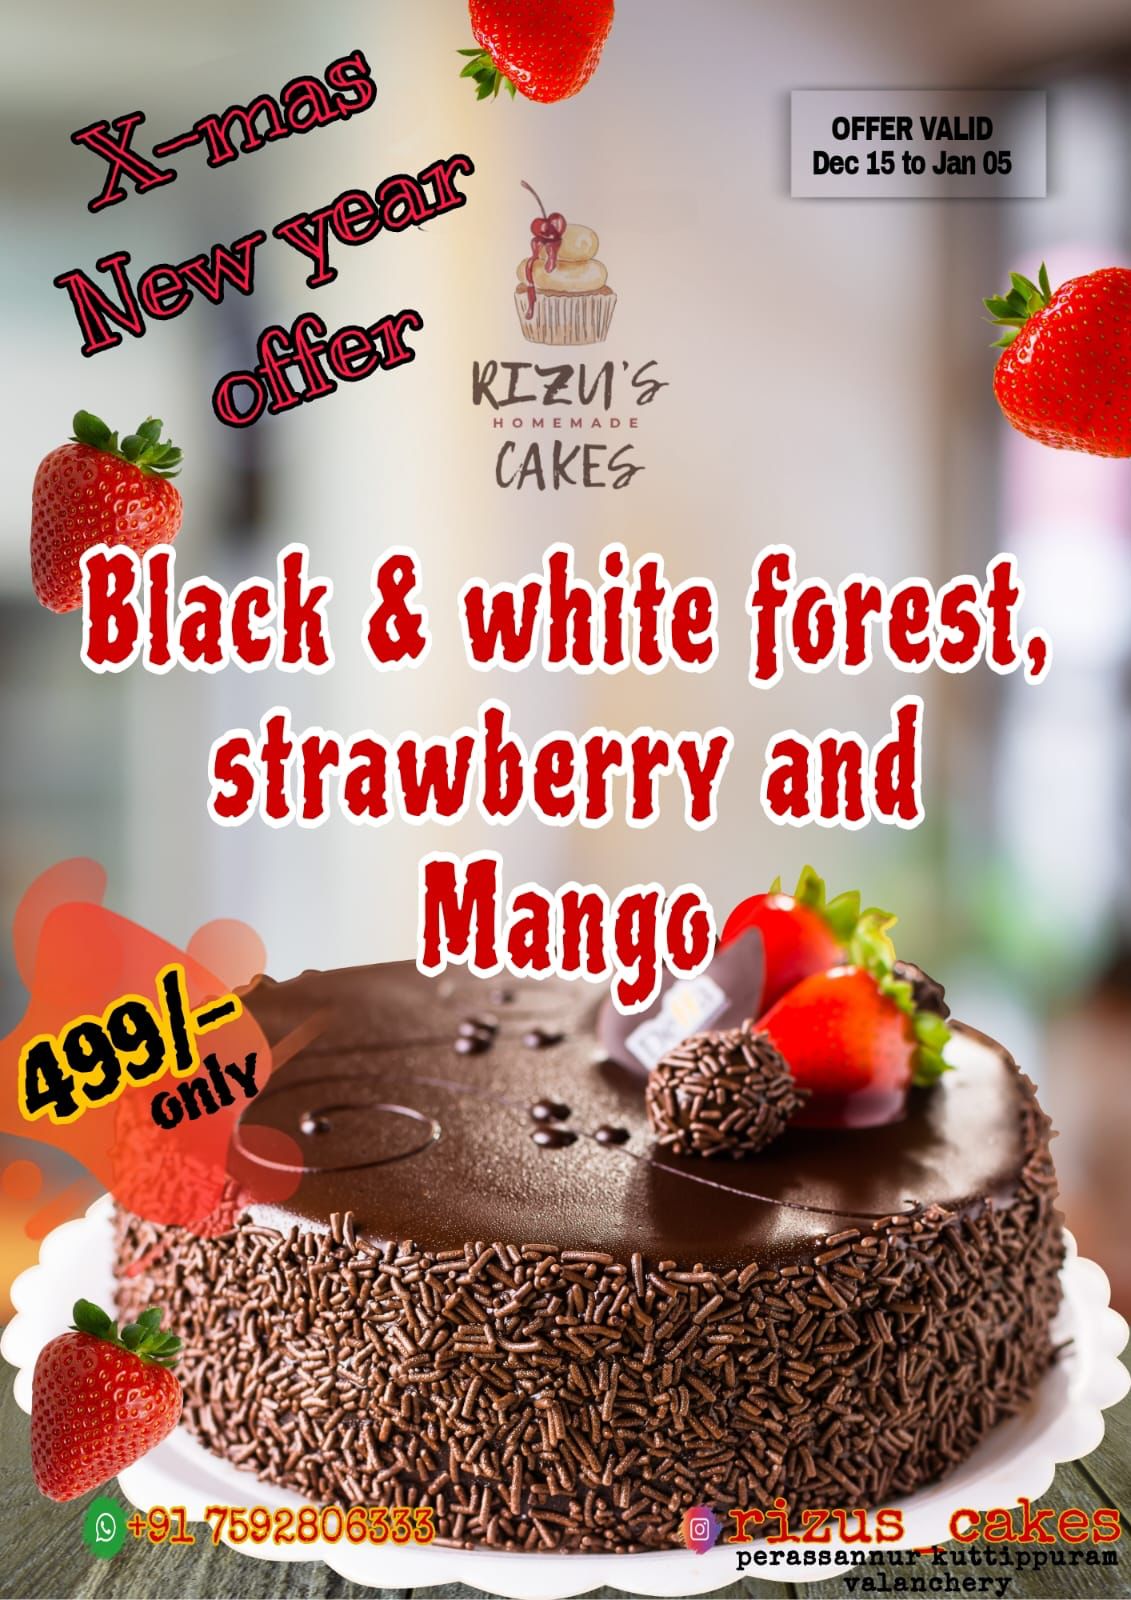 X-mas
New year
offer
OFFER VALID
Dec 15 to Jan 05
RIZU'S
HOMEMADE
CAKES
Black & white forest,
strawberry and
Mango
499/-
only
+91 7592806333
rizus_cakes
perassannur kuttippuram
valanchery